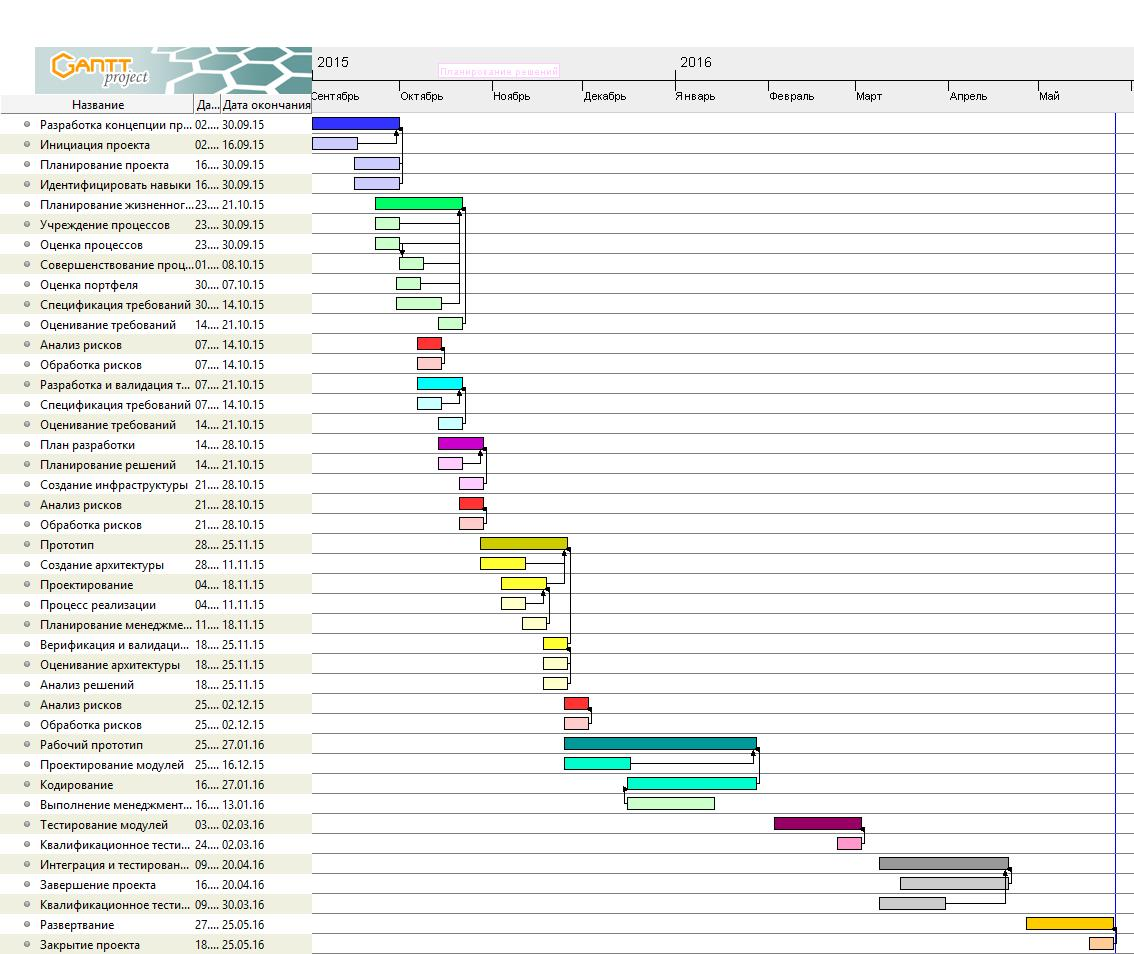 GANTT
project
2015
2016
Планирование решений
Название Да... Дата окончания
Сентябрь Октябрь Ноябрь Декабрь Январь Февраль Март Апрель Май
Разработка концепции пр... 02.... 30.09.15
Инициация проекта 02.... 16.09.15
Планирование проекта 16.... 30.09.15
Идентифицировать навыки 16.... 30.09.15
Планирование жизненног... 23.... 21.10.15
Учреждение процессов 23.... 30.09.15
Оценка процессов 23.... 30.09.15
Совершенствование проц... 01.... 08.10.15
Оценка портфеля 30.... 07.10.15
Спецификация требований 30.... 14.10.15
Оценивание требований 14.... 21.10.15
Анализ рисков 07.... 14.10.15
Обработка рисков 07.... 14.10.15
Разработка и валидация т... 07.... 21.10.15
Спецификация требований 07.... 14.10.15
Оценивание требований 14.... 21.10.15
План разработки 14.... 28.10.15
Планирование решений 14.... 21.10.15
Создание инфраструктуры 21.... 28.10.15
Анализ рисков 21.... 28.10.15
Обработка рисков 21.... 28.10.15
Прототип 28.... 25.11.15
Создание архитектуры 28.... 11.11.15
Проектирование 04.... 18.11.15
Процесс реализации 04.... 11.11.15
Планирование менеджме... 11.... 18.11.15
Верификация и валидаци... 18.... 25.11.15
Оценивание архитектуры 18.... 25.11.15
Анализ решений 18.... 25.11.15
Анализ рисков 25.... 02.12.15
Обработка рисков 25.... 02.12.15
Рабочий прототип 25.... 27.01.16
Проектирование модулей 25.... 16.12.15
Кодирование 16.... 27.01.16
Выполнение менеджмент... 16.... 13.01.16
Тестирование модулей 03.... 02.03.16
Квалификационное тести... 24.... 02.03.16
Интеграция и тестирован... 09.... 20.04.16
Завершение проекта 16.... 20.04.16
Квалификационное тести... 09.... 30.03.16
Развертвание 27.... 25.05.16
Закрытие проекта 18.... 25.05.16